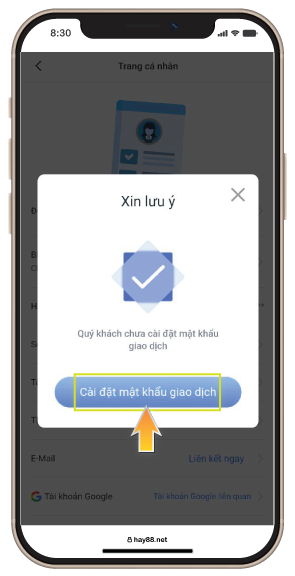 8:30
Trang cá nhân
Xin lưu ý
Quý khách chưa cài đặt mật khẩu
giao dịch
Cài đặt mật khẩu giao dịch
E-Mail
Liên kết ngay
Tài khoản Google
Tài khoản Google liên quan
hay88.net